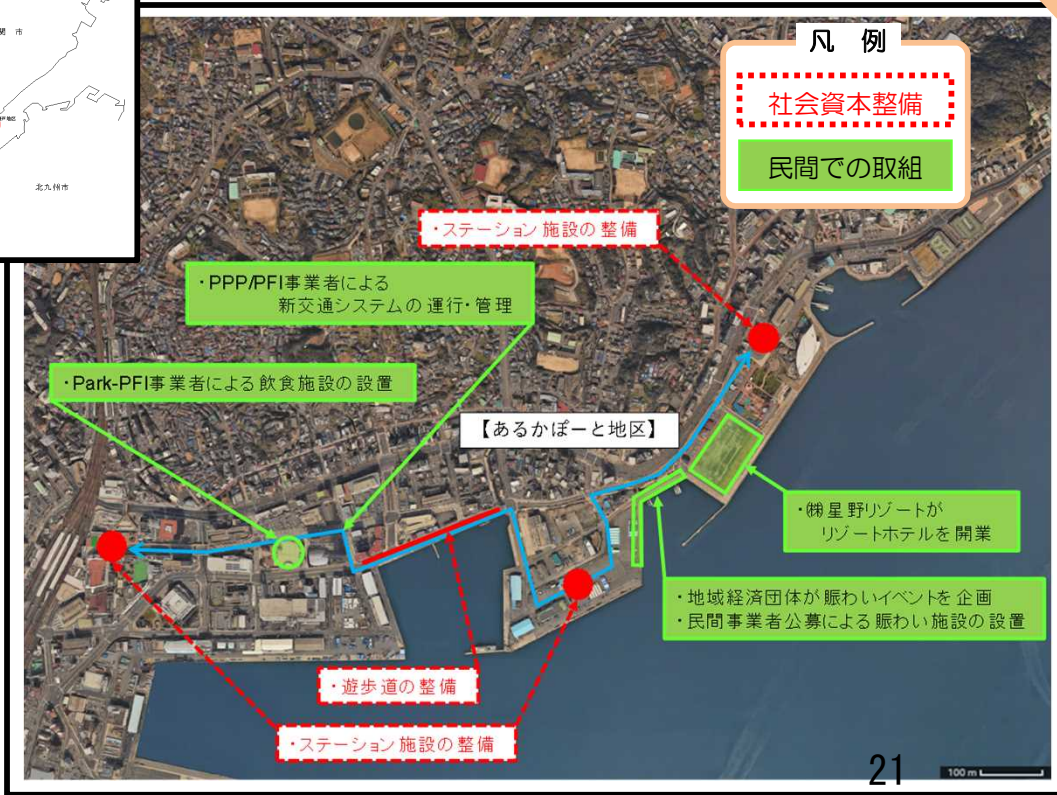 関 市
北九州市
凡 例
社会資本整備
民間での取組
・ステーション施設の整備
・PPP/PFI事業者による
新交通システムの運行・管理
・Park-PFI事業者による飲食施設の設置
【あるかぽーと地区】
・㈱星野リゾートが
リゾートホテルを開業
・地域経済団体が賑わいイベントを企画
・民間事業者公募による賑わい施設の設置
・遊歩道の整備
・ステーション施設の整備
21
100 m